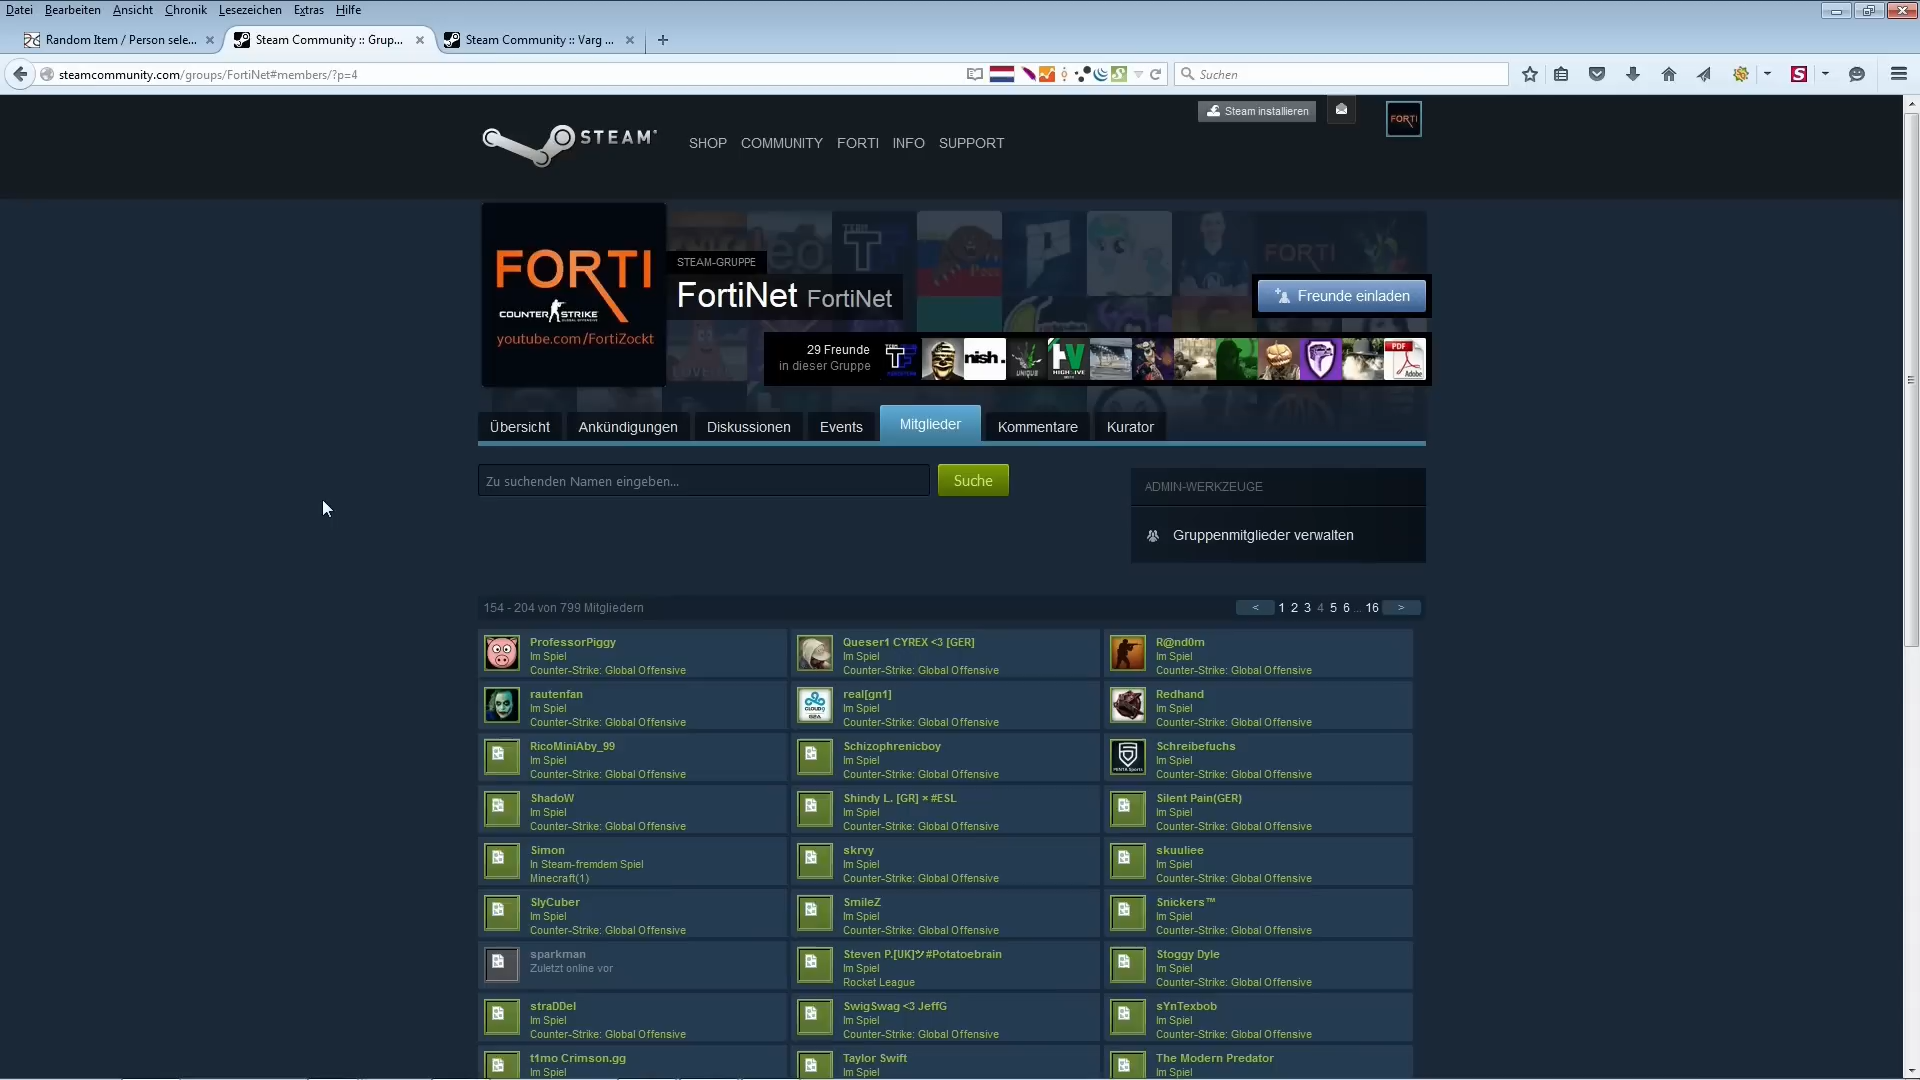 Datei Bearbeiten Ansicht Chronik Lesezeichen Extras Hilfe
Random Item / Person sele... Steam Community :: Grup... Steam Community :: Varg ...
steamcommunity.com/groups/FortiNet#members/?p=4 Suchen
Steam installieren
STEAM SHOP COMMUNITY FORTI INFO SUPPORT
FORTI
FORTI
COUNTER STRIKE
youtube.com/FortiZockt
STEAM-GRUPPE
FortiNet FortiNet
Freunde einladen
29 Freunde
in dieser Gruppe
nish.
UNIQUE
PDF
Adobe
Übersicht Ankündigungen Diskussionen Events Mitglieder Kommentare Kurator
Zu suchenden Namen eingeben... Suche
ADMIN-WERKZEUGE
Gruppenmitglieder verwalten
154 - 204 von 799 Mitgliedern < 1 2 3 4 5 6 ... 16 >
ProfessorPiggy
Im Spiel
Counter-Strike: Global Offensive
Queser1 CYREX <3 [GER]
Im Spiel
Counter-Strike: Global Offensive
R@nd0m
Im Spiel
Counter-Strike: Global Offensive
rautenfan
Im Spiel
Counter-Strike: Global Offensive
real[gn1]
Im Spiel
Counter-Strike: Global Offensive
Redhand
Im Spiel
Counter-Strike: Global Offensive
RicoMiniAby_99
Im Spiel
Counter-Strike: Global Offensive
Schizophrenicboy
Im Spiel
Counter-Strike: Global Offensive
Schreibefuchs
Im Spiel
Counter-Strike: Global Offensive
ShadoW
Im Spiel
Counter-Strike: Global Offensive
Shindy L. [GR] × #ESL
Im Spiel
Counter-Strike: Global Offensive
Silent Pain(GER)
Im Spiel
Counter-Strike: Global Offensive
Simon
In Steam-fremdem Spiel
Minecraft(1)
skrvy
Im Spiel
Counter-Strike: Global Offensive
skuuliee
Im Spiel
Counter-Strike: Global Offensive
SlyCuber
Im Spiel
Counter-Strike: Global Offensive
SmileZ
Im Spiel
Counter-Strike: Global Offensive
Snickers™
Im Spiel
Counter-Strike: Global Offensive
sparkman
Zuletzt online vor
Steven P.[UK]ツ#Potatoebrain
Im Spiel
Rocket League
Stoggy Dyle
Im Spiel
Counter-Strike: Global Offensive
straDDel
Im Spiel
Counter-Strike: Global Offensive
SwigSwag <3 JeffG
Im Spiel
Counter-Strike: Global Offensive
sYnTexbob
Im Spiel
Counter-Strike: Global Offensive
t1mo Crimson.gg
Im Spiel
Taylor Swift
Im Spiel
The Modern Predator
Im Spiel